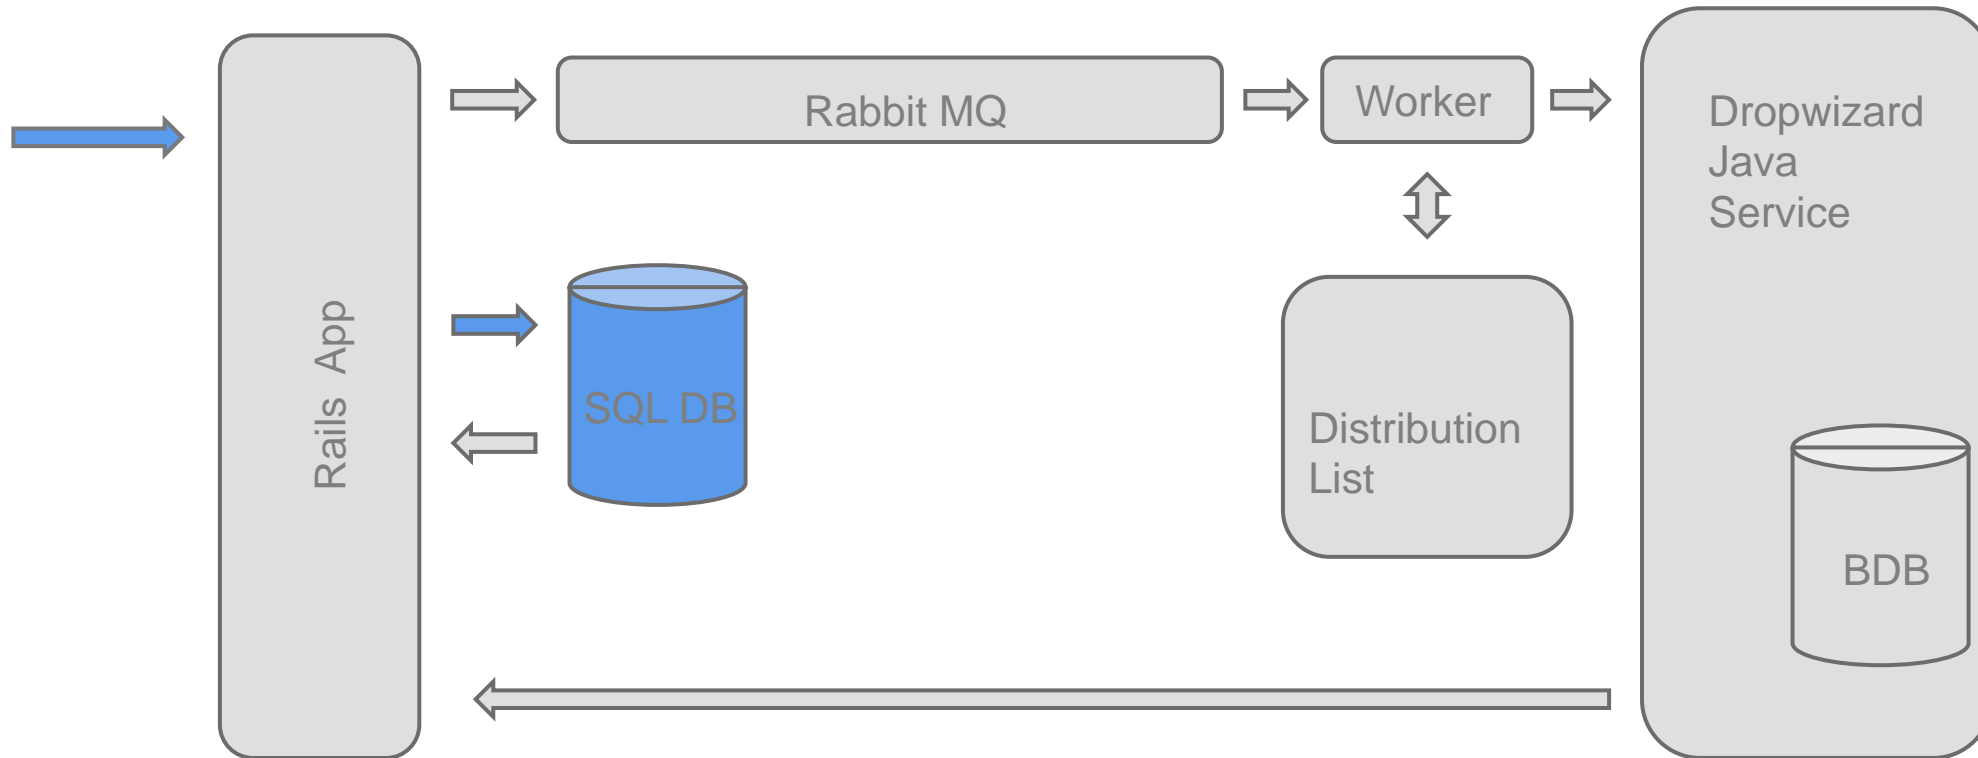 Rails App
Rabbit MQ
Worker
Dropwizard
Java
Service
SQL DB
Distribution
List
BDB